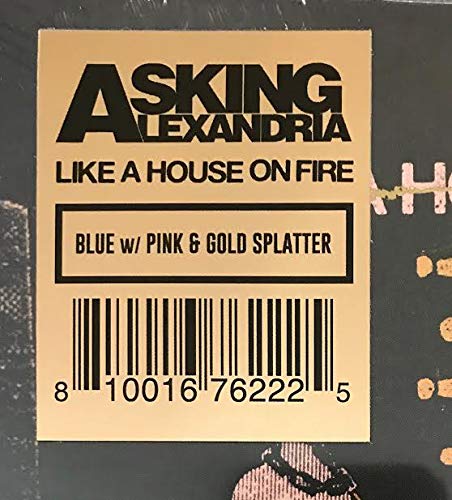 ASKING
ALEXANDRIA
LIKE A HOUSE ON FIRE
BLUE w/ PINK & GOLD SPLATTER
8 10016 76222 5